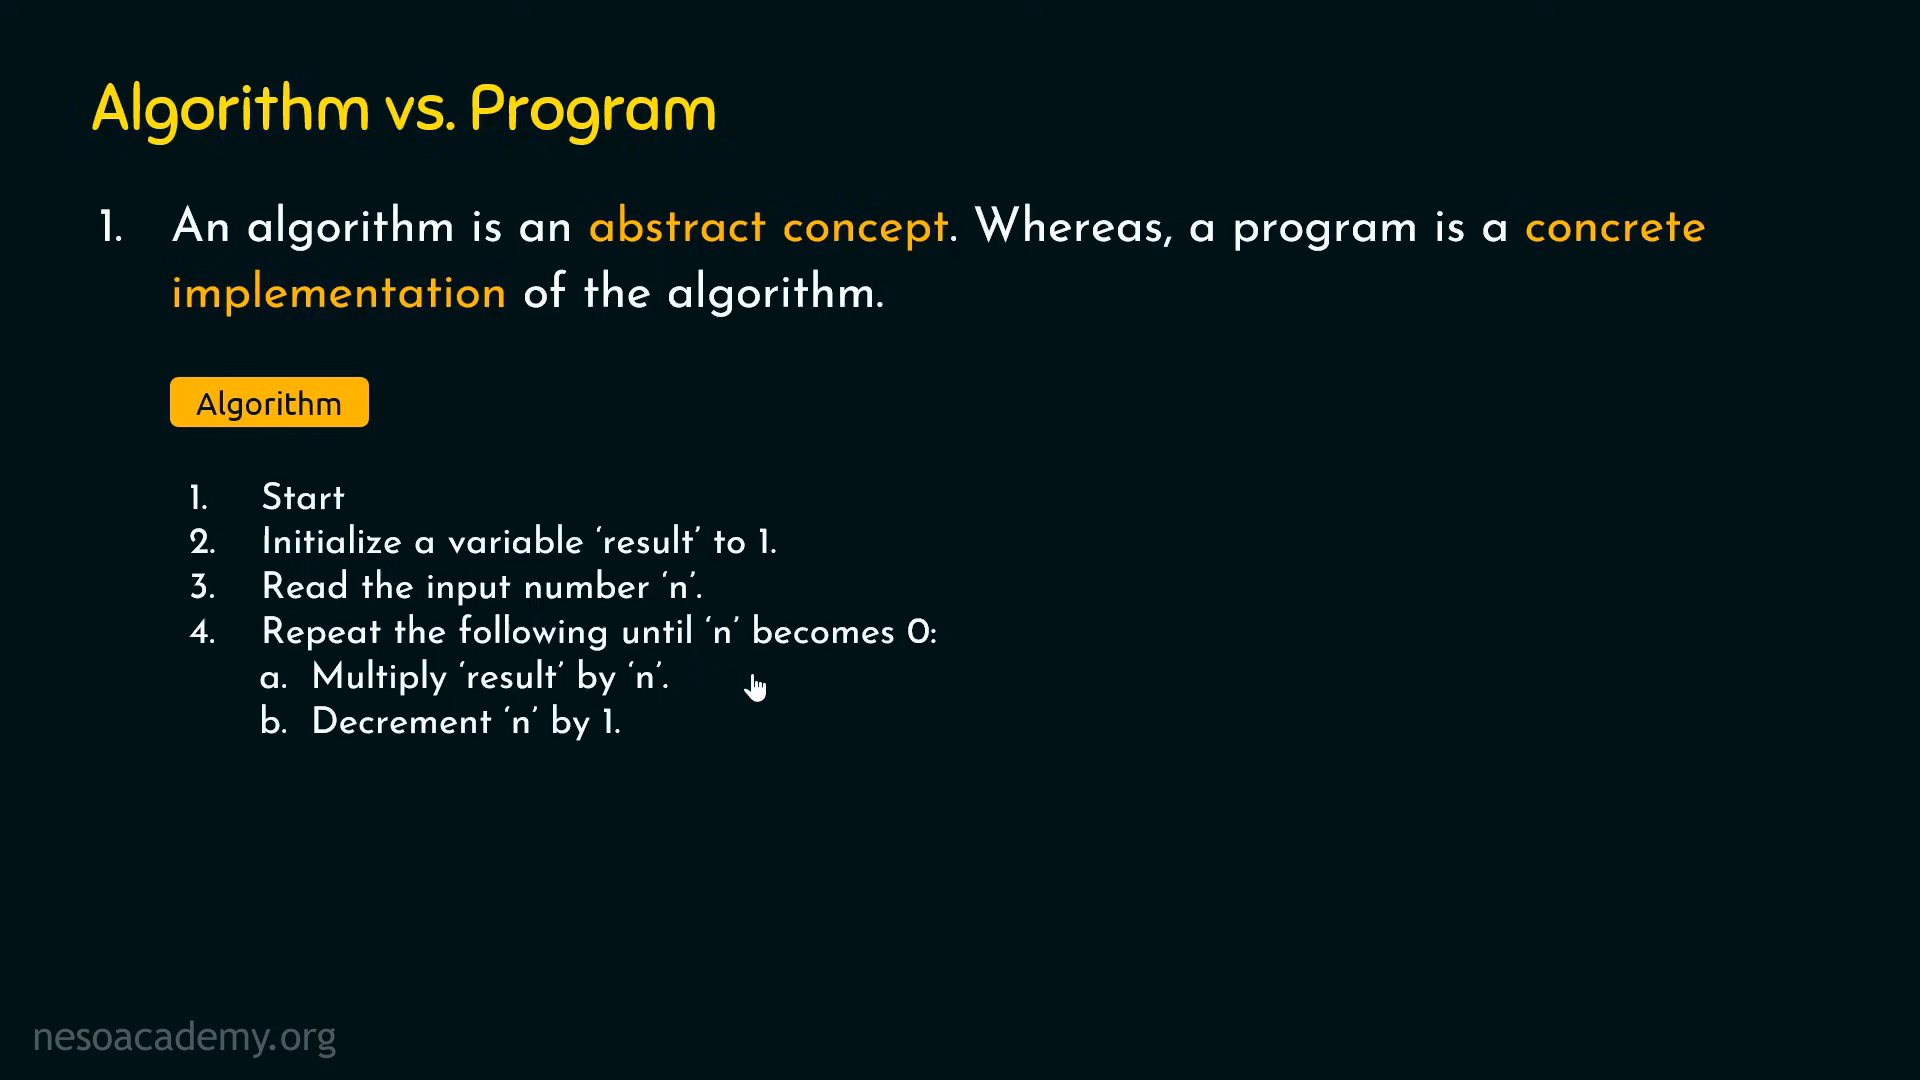 Algorithm vs. Program
1. An algorithm is an abstract concept. Whereas, a program is a concrete
implementation of the algorithm.
Algorithm
1. Start
2. Initialize a variable ‘result’ to 1.
3. Read the input number ‘n’.
4. Repeat the following until ‘n’ becomes 0:
a. Multiply ‘result’ by ‘n’.
b. Decrement ‘n’ by 1.
nesoacademy.org